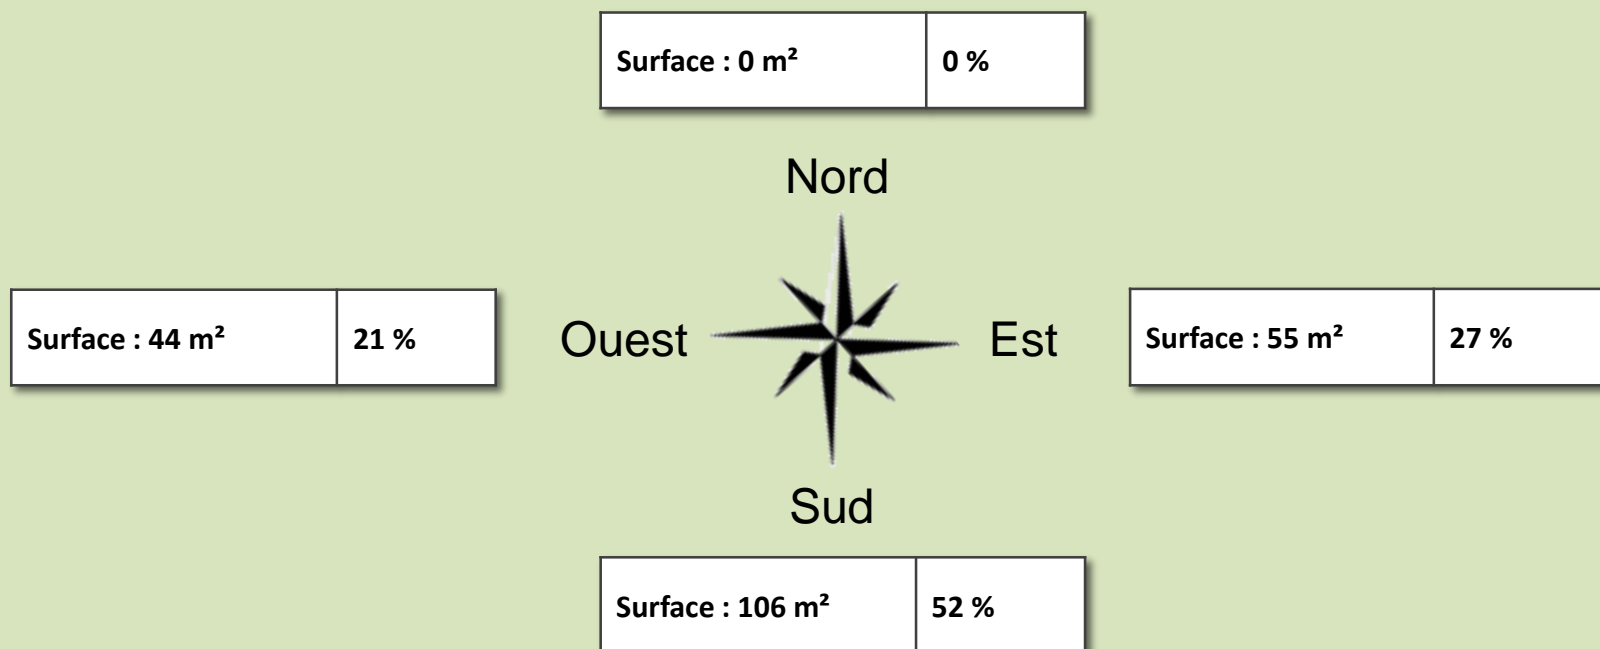 Surface : 0 m² 0 %
Nord
Surface : 44 m² 21 %
Ouest
Est
Surface : 55 m² 27 %
Sud
Surface : 106 m² 52 %